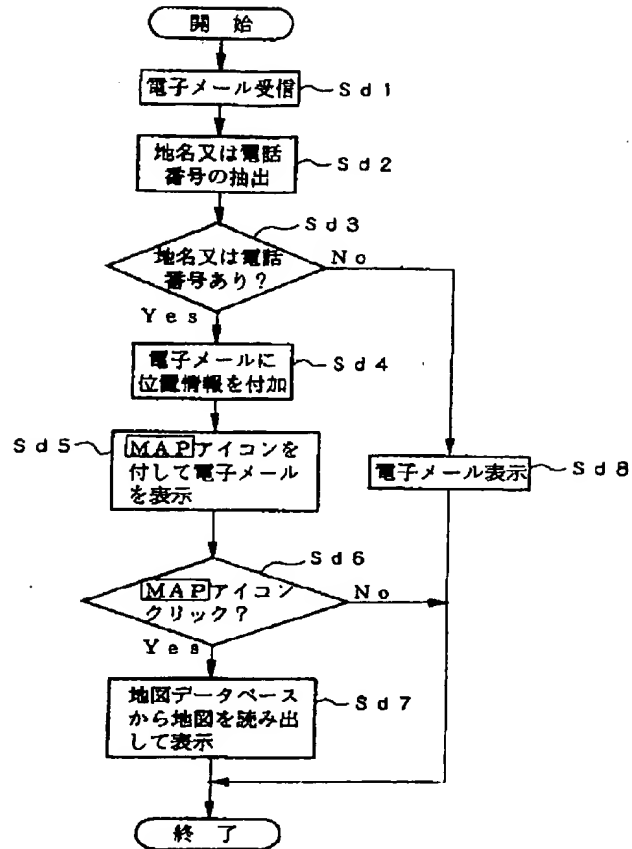 開始
電子メール受信
Sd1
地名又は電話
番号の抽出
Sd2
Sd3
地名又は電話
番号あり?
No
Yes
電子メールに
位置情報を付加
Sd4
Sd5
MAPアイコンを
付して電子メール
を表示
電子メール表示
Sd8
Sd6
MAPアイコン
クリック?
No
Yes
地図データベース
から地図を読み出
して表示
Sd7
終了